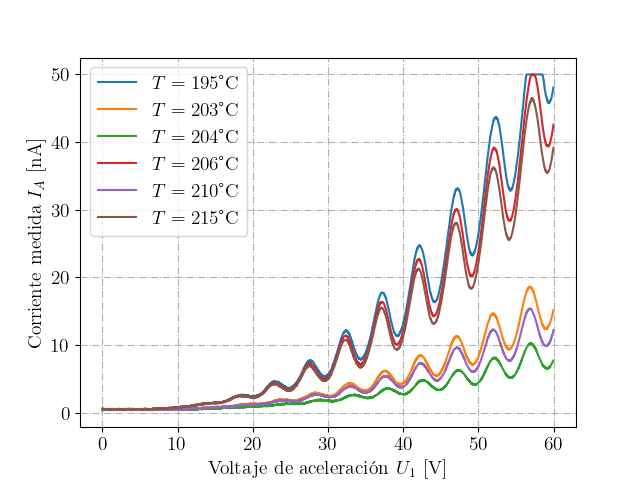 50
40
30
20
10
0
Corriente medida I_A [nA]
T = 195°C
T = 203°C
T = 204°C
T = 206°C
T = 210°C
T = 215°C
0 10 20 30 40 50 60
Voltaje de aceleración U_1 [V]